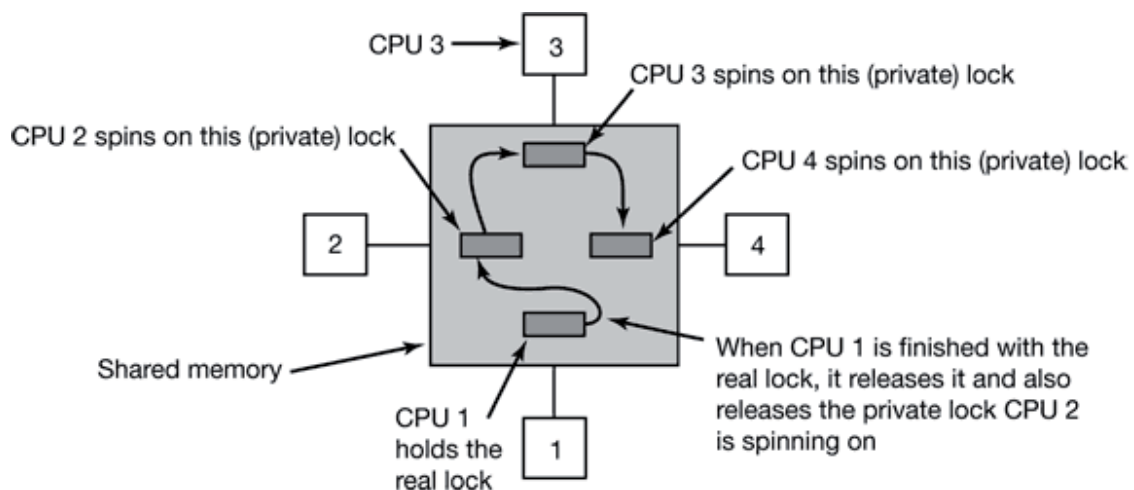 CPU 3
3
CPU 3 spins on this (private) lock
CPU 2 spins on this (private) lock
CPU 4 spins on this (private) lock
2
4
Shared memory
When CPU 1 is finished with the
real lock, it releases it and also
releases the private lock CPU 2
is spinning on
CPU 1
holds the
real lock
1